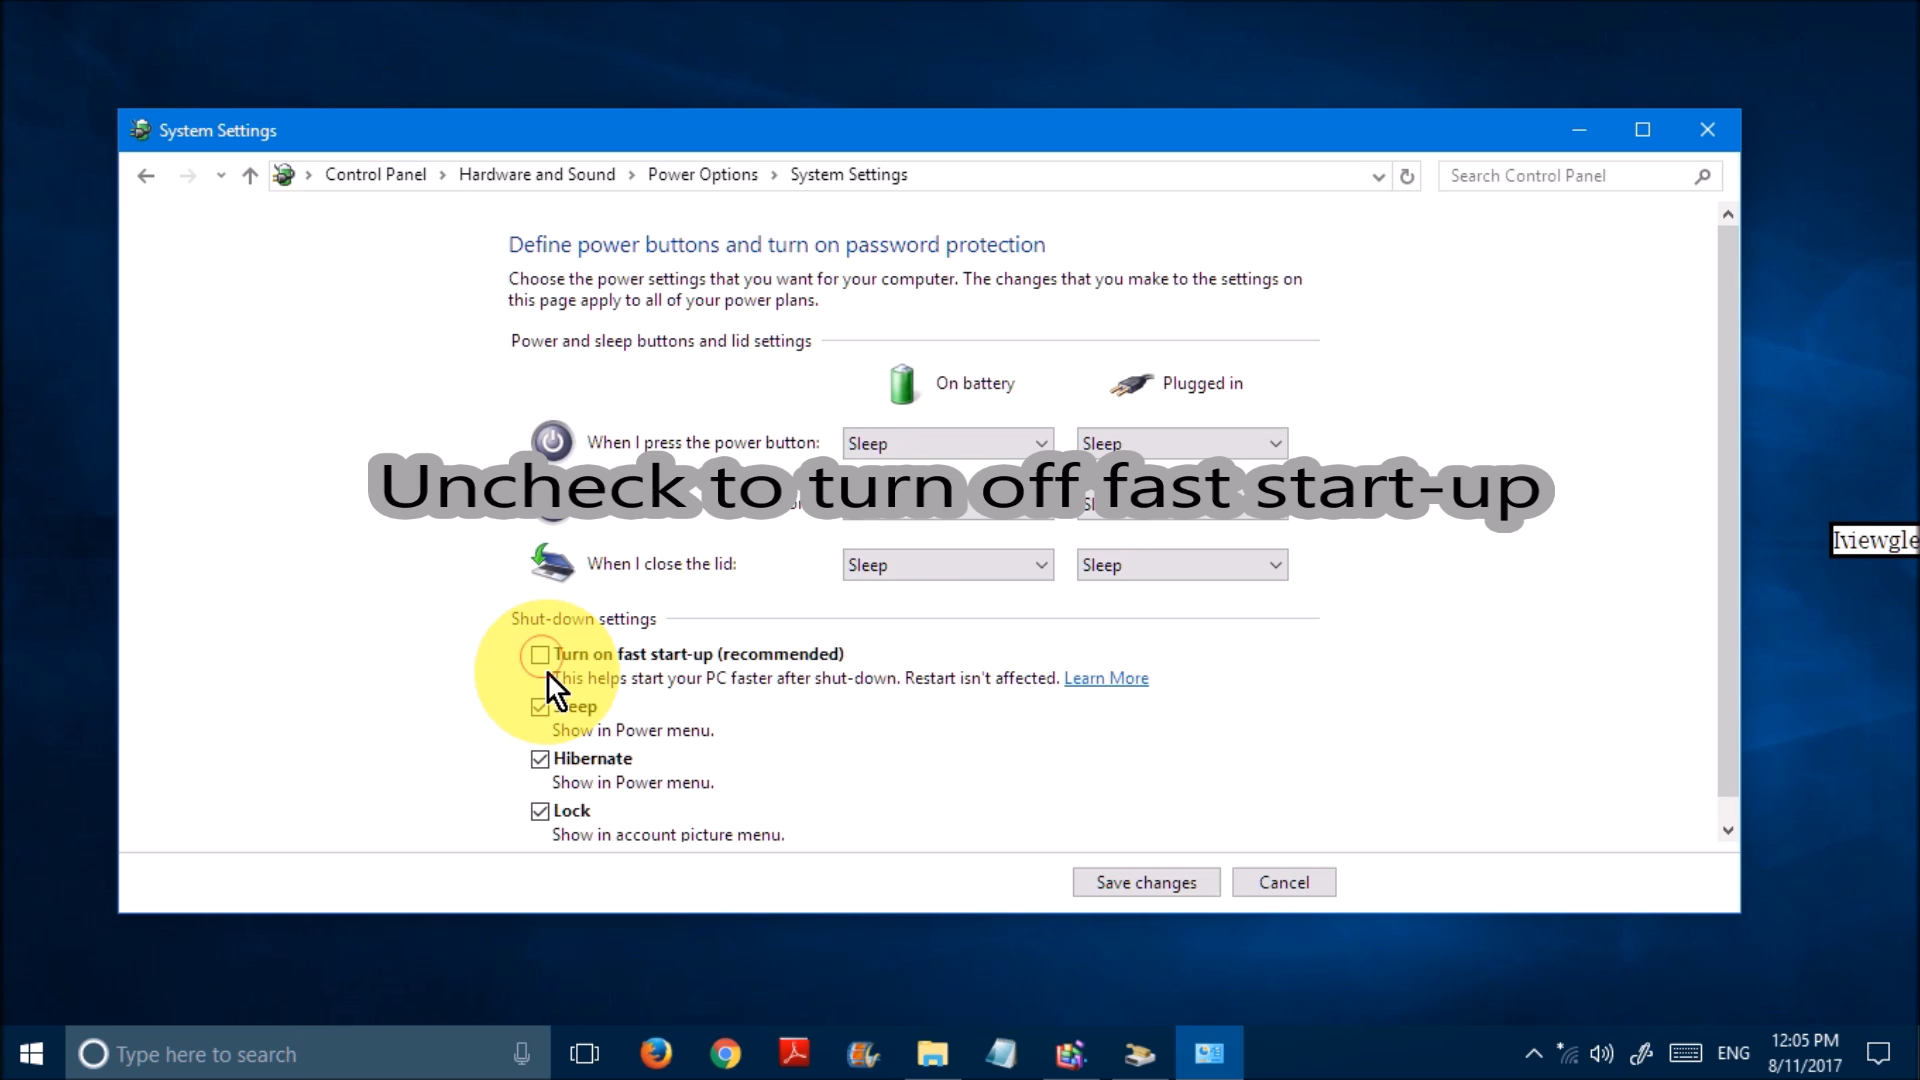 System Settings
Control Panel > Hardware and Sound > Power Options > System Settings
Search Control Panel
Define power buttons and turn on password protection
Choose the power settings that you want for your computer. The changes that you make to the settings on
this page apply to all of your power plans.
Power and sleep buttons and lid settings
On battery Plugged in
When I press the power button: Sleep Sleep
Uncheck to turn off fast start-up
When I close the lid: Sleep Sleep
Iviewgle
Shut-down settings
Turn on fast start-up (recommended)
This helps start your PC faster after shut-down. Restart isn't affected. Learn More
Sleep
Show in Power menu.
Hibernate
Show in Power menu.
Lock
Show in account picture menu.
Save changes Cancel
Type here to search
ENG
12:05 PM
8/11/2017